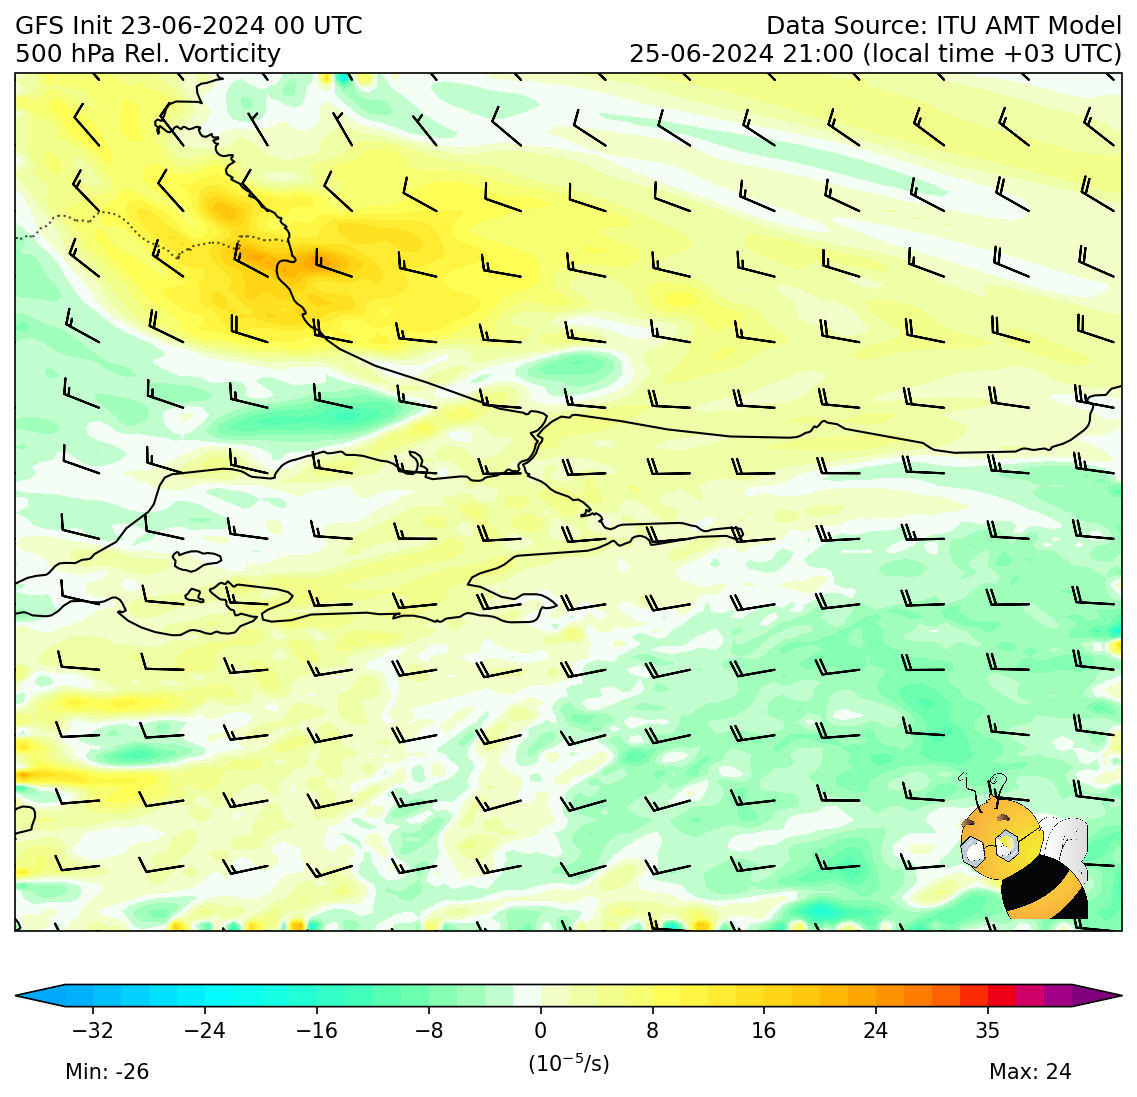 GFS Init 23-06-2024 00 UTC
Data Source: ITU AMT Model
500 hPa Rel. Vorticity
25-06-2024 21:00 (local time +03 UTC)
−32 −24 −16 −8 0 8 16 24 35
(10⁻⁵/s)
Min: -26
Max: 24